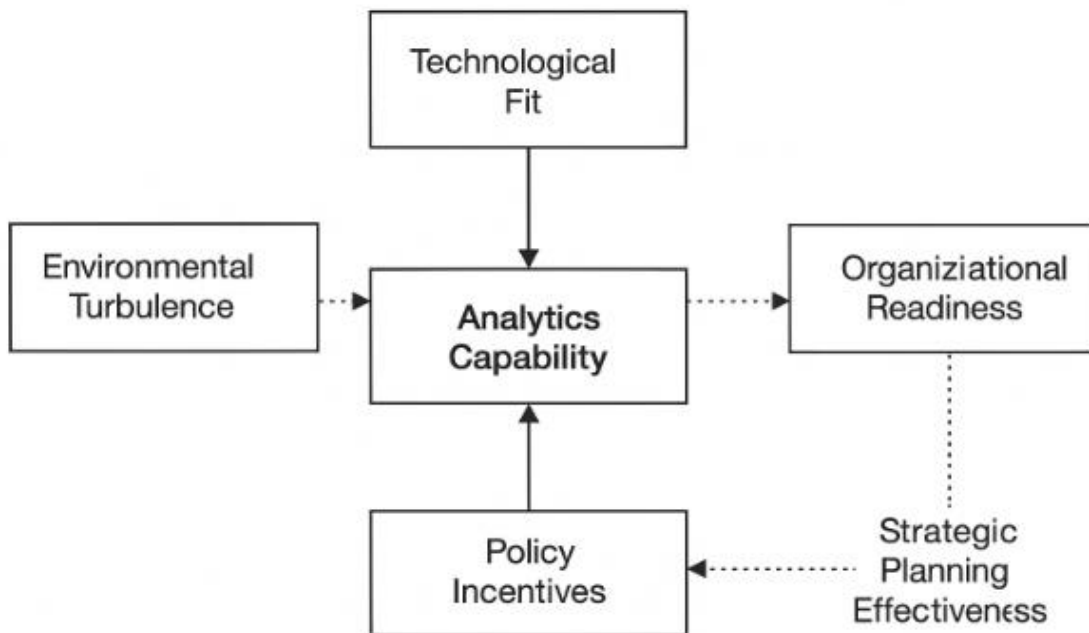 Technological
Fit
Environmental
Turbulence
Analytics
Capability
Organiziational
Readiness
Policy
Incentives
Strategic
Planning
Effectiveness